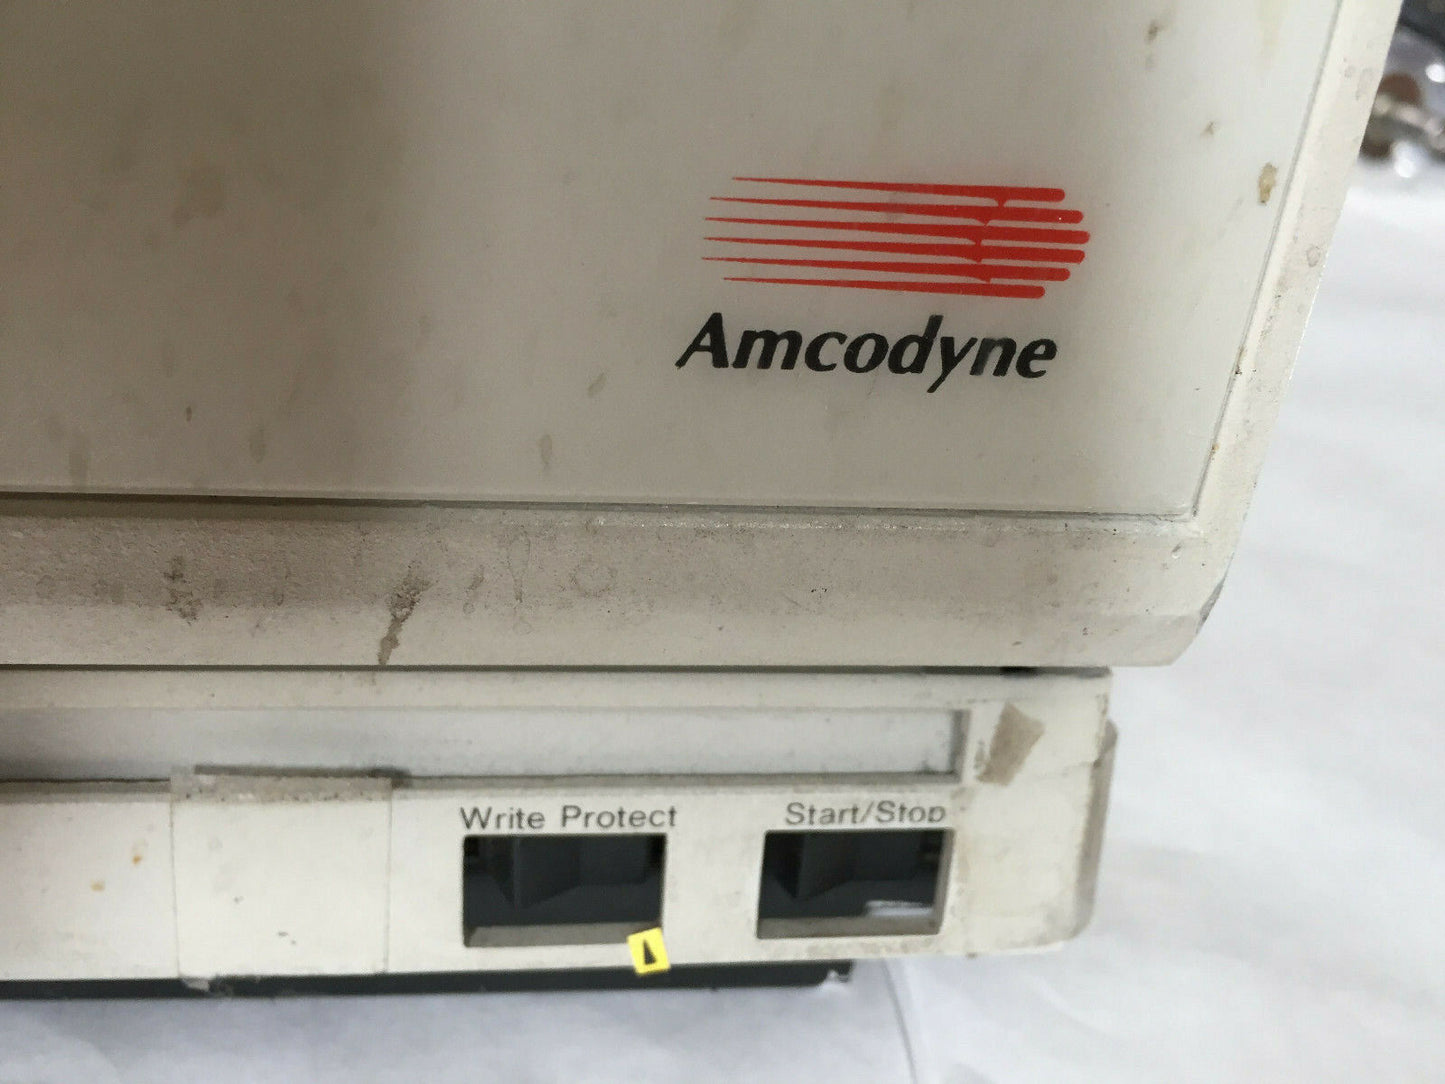 Amcodyne
Write Protect
Start/Stop